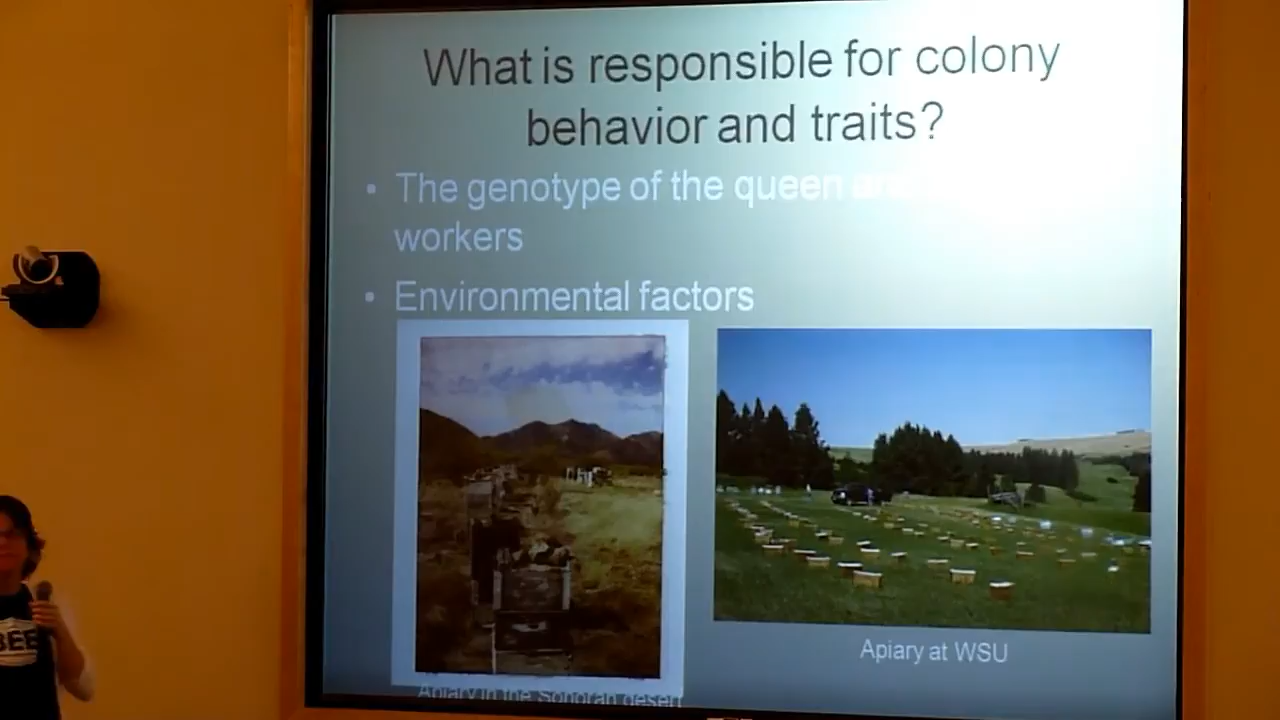 What is responsible for colony
behavior and traits?
• The genotype of the queen and
workers
• Environmental factors
Apiary at WSU
Apiary in the Sonoran desert
BEE